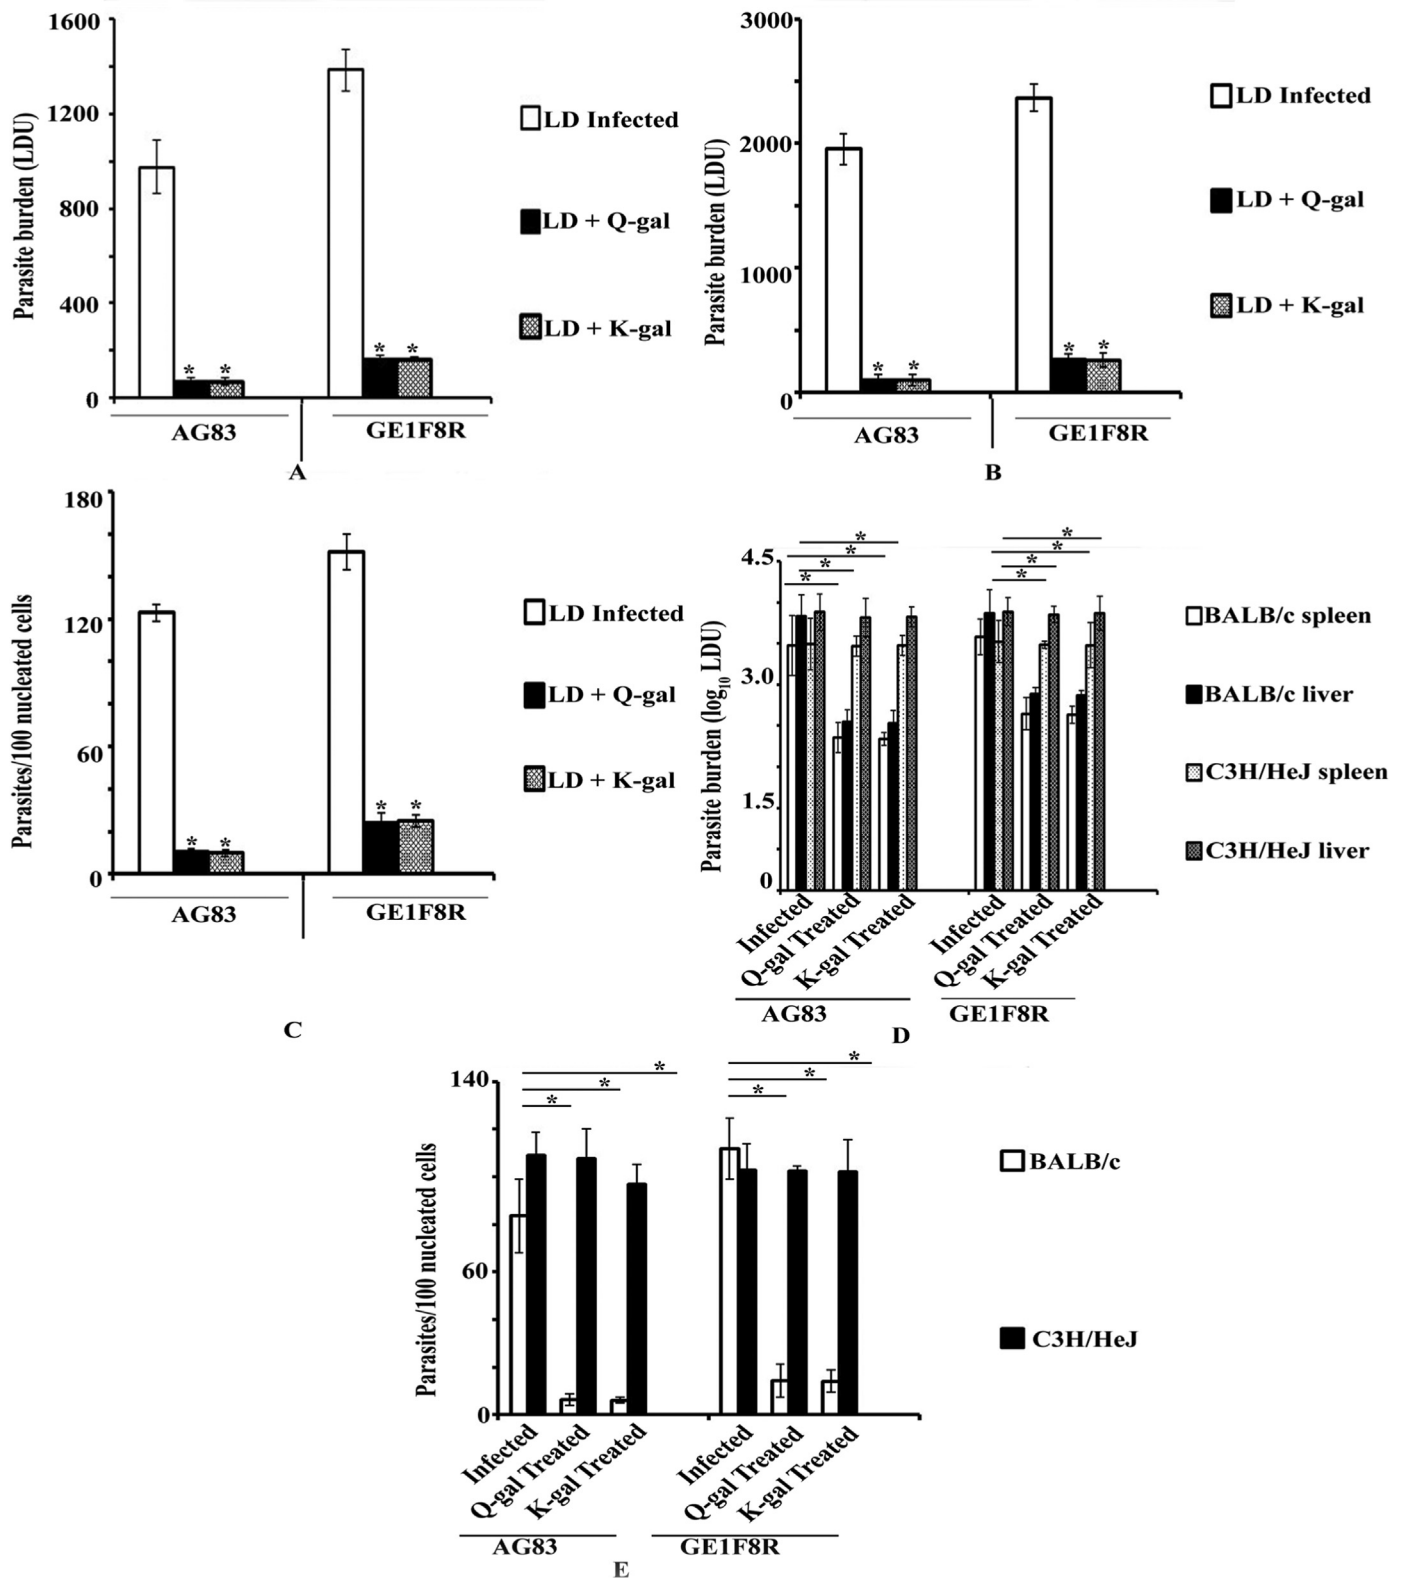 1600
1200
800
400
0
Parasite burden (LDU)
* * * *
AG83 GE1F8R
LD Infected
LD + Q-gal
LD + K-gal
A
3000
2000
1000
0
Parasite burden (LDU)
* * * *
AG83 GE1F8R
LD Infected
LD + Q-gal
LD + K-gal
B
180
120
60
0
Parasites/100 nucleated cells
* * * *
AG83 GE1F8R
LD Infected
LD + Q-gal
LD + K-gal
C
4.5
3.0
1.5
0
Parasite burden (log10 LDU)
* * * * * * * *
Infected Q-gal Treated K-gal Treated Infected Q-gal Treated K-gal Treated
AG83 GE1F8R
BALB/c spleen
BALB/c liver
C3H/HeJ spleen
C3H/HeJ liver
D
140
60
0
Parasites/100 nucleated cells
* * * * * *
Infected Q-gal Treated K-gal Treated Infected Q-gal Treated K-gal Treated
AG83 GE1F8R
BALB/c
C3H/HeJ
E